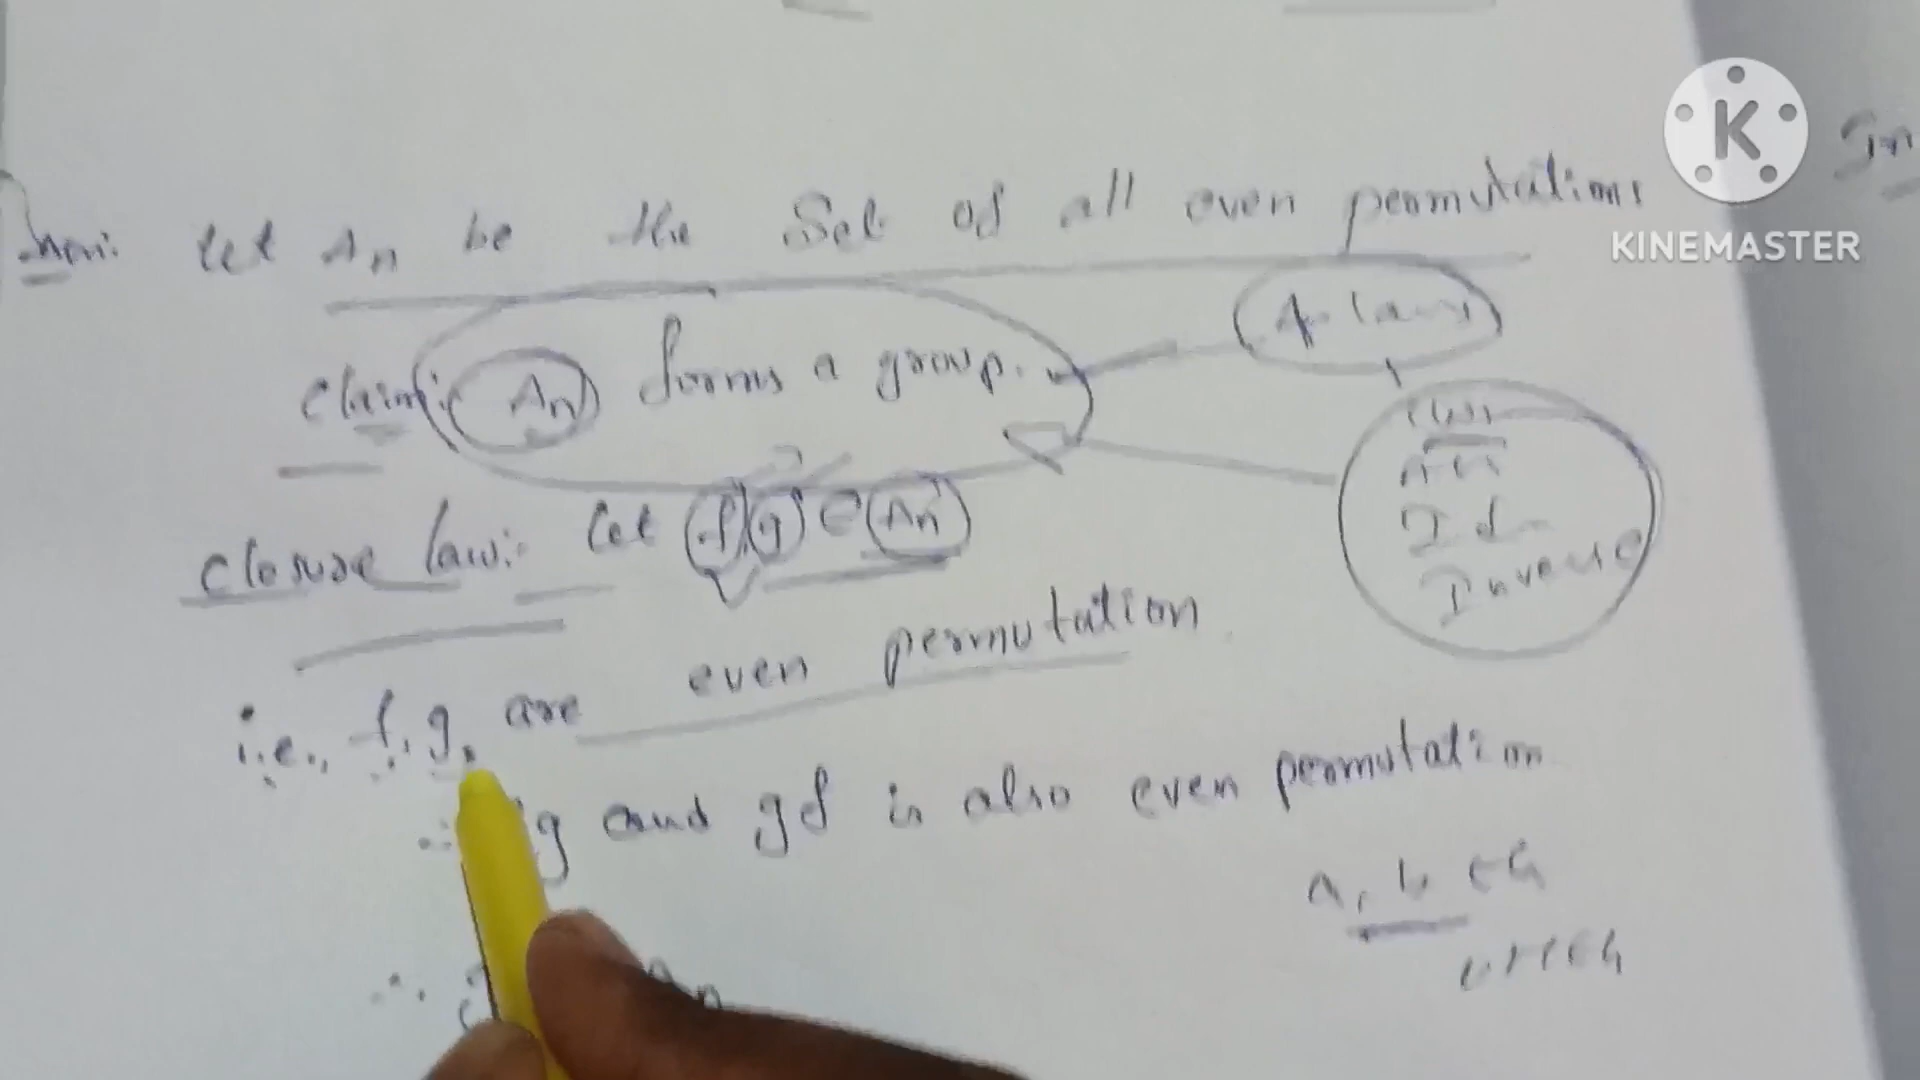 Let An be the Set of all even permutations
KINEMASTER
claim: An forms a group.
4 laws
Inverse
closure law:- Let f, g ∈ An
i.e., f, g, are even permutation
g and gf is also even permutation
a, b ∈ G
An